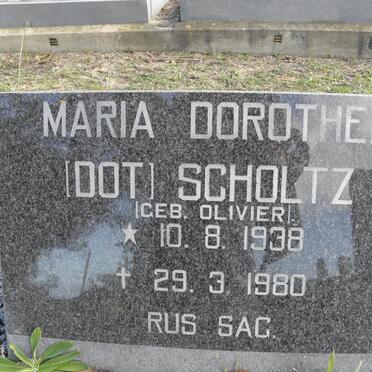 MARIA DOROTHE
[DOT] SCHOLTZ
[GEB. OLIVIER].
* 10. 8. 1938
† 29. 3. 1980
RUS SAG.